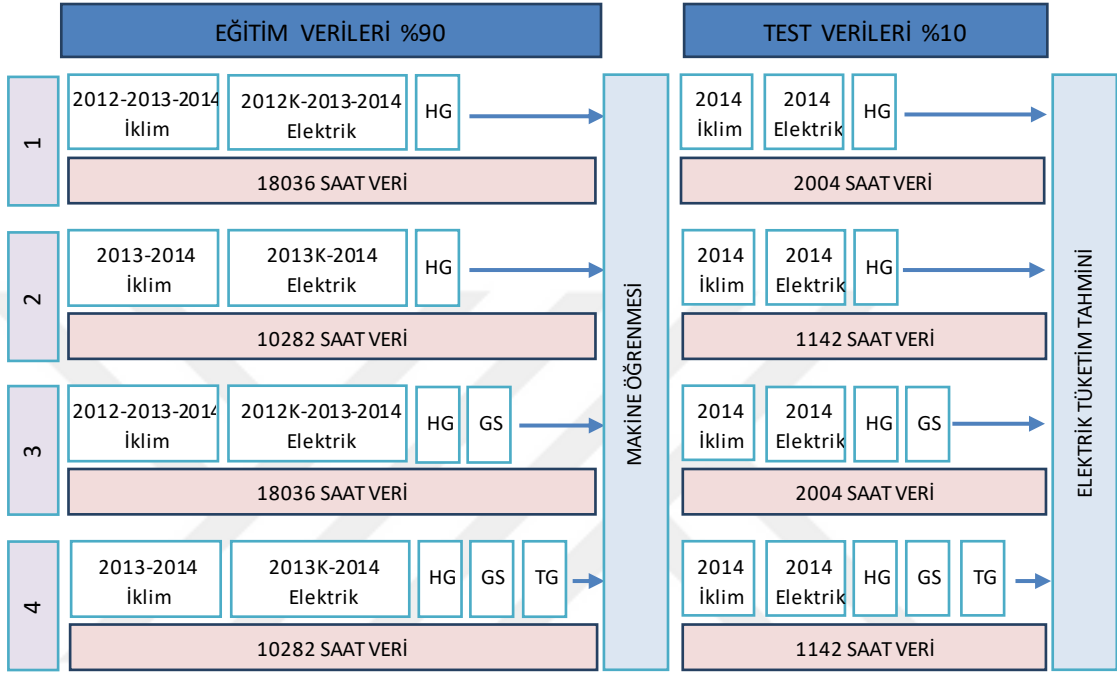 EĞİTİM VERİLERİ %90
TEST VERİLERİ %10
1
2012-2013-2014
İklim
2012K-2013-2014
Elektrik
HG
18036 SAAT VERİ
2014
İklim
2014
Elektrik
HG
2004 SAAT VERİ
2
2013-2014
İklim
2013K-2014
Elektrik
HG
10282 SAAT VERİ
2014
İklim
2014
Elektrik
HG
1142 SAAT VERİ
3
2012-2013-2014
İklim
2012K-2013-2014
Elektrik
HG
GS
18036 SAAT VERİ
2014
İklim
2014
Elektrik
HG
GS
2004 SAAT VERİ
4
2013-2014
İklim
2013K-2014
Elektrik
HG
GS
TG
10282 SAAT VERİ
2014
İklim
2014
Elektrik
HG
GS
TG
1142 SAAT VERİ
MAKİNE ÖĞRENMESİ
ELEKTRİK TÜKETİM TAHMİNİ